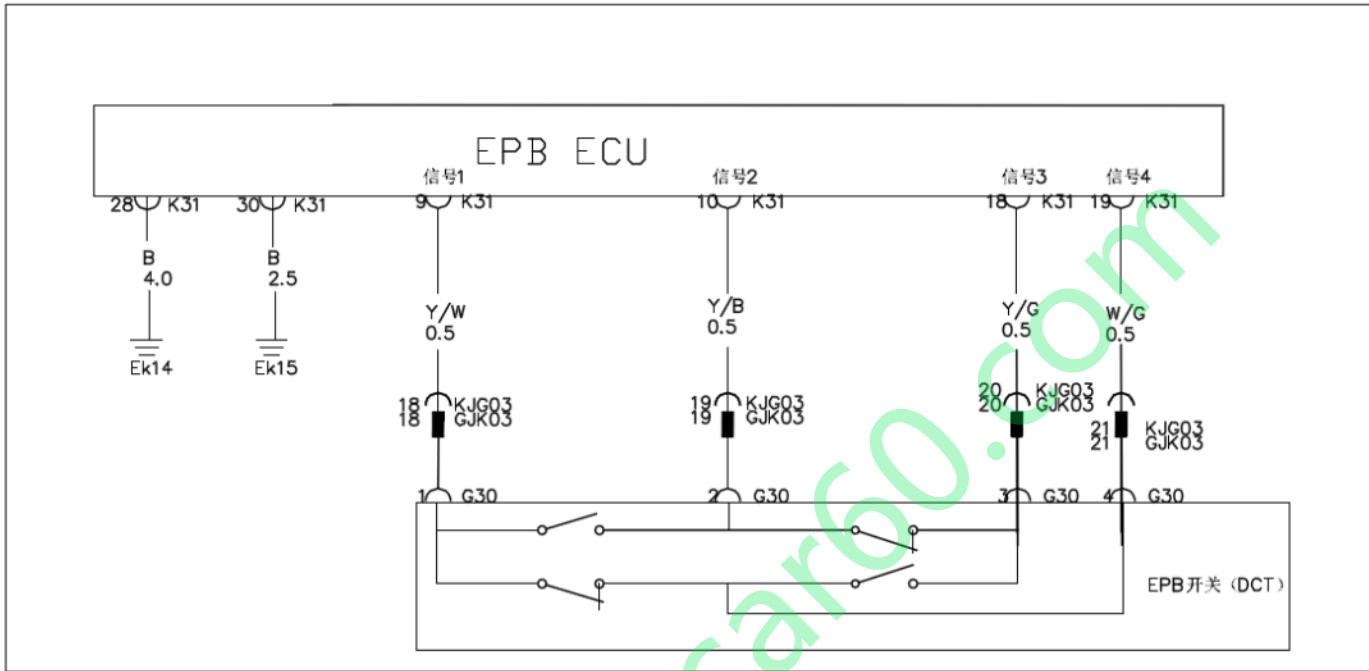 EPB ECU
信号1
信号2
信号3
信号4
28 K31
30 K31
9 K31
10 K31
18 K31
19 K31
B
4.0
B
2.5
Y/W
0.5
Y/B
0.5
Y/G
0.5
W/G
0.5
Ek14
Ek15
18 KJG03
18 GJK03
19 KJG03
19 GJK03
20 KJG03
20 GJK03
21 KJG03
21 GJK03
1 G30
2 G30
3 G30
4 G30
EPB开关（DCT）
car60.com